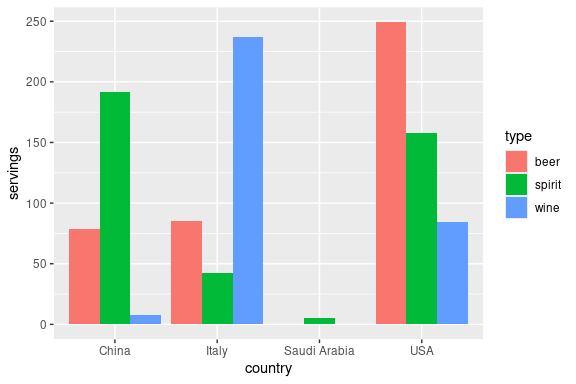 250
200
150
100
50
0
servings
China Italy Saudi Arabia USA
country
type
beer
spirit
wine